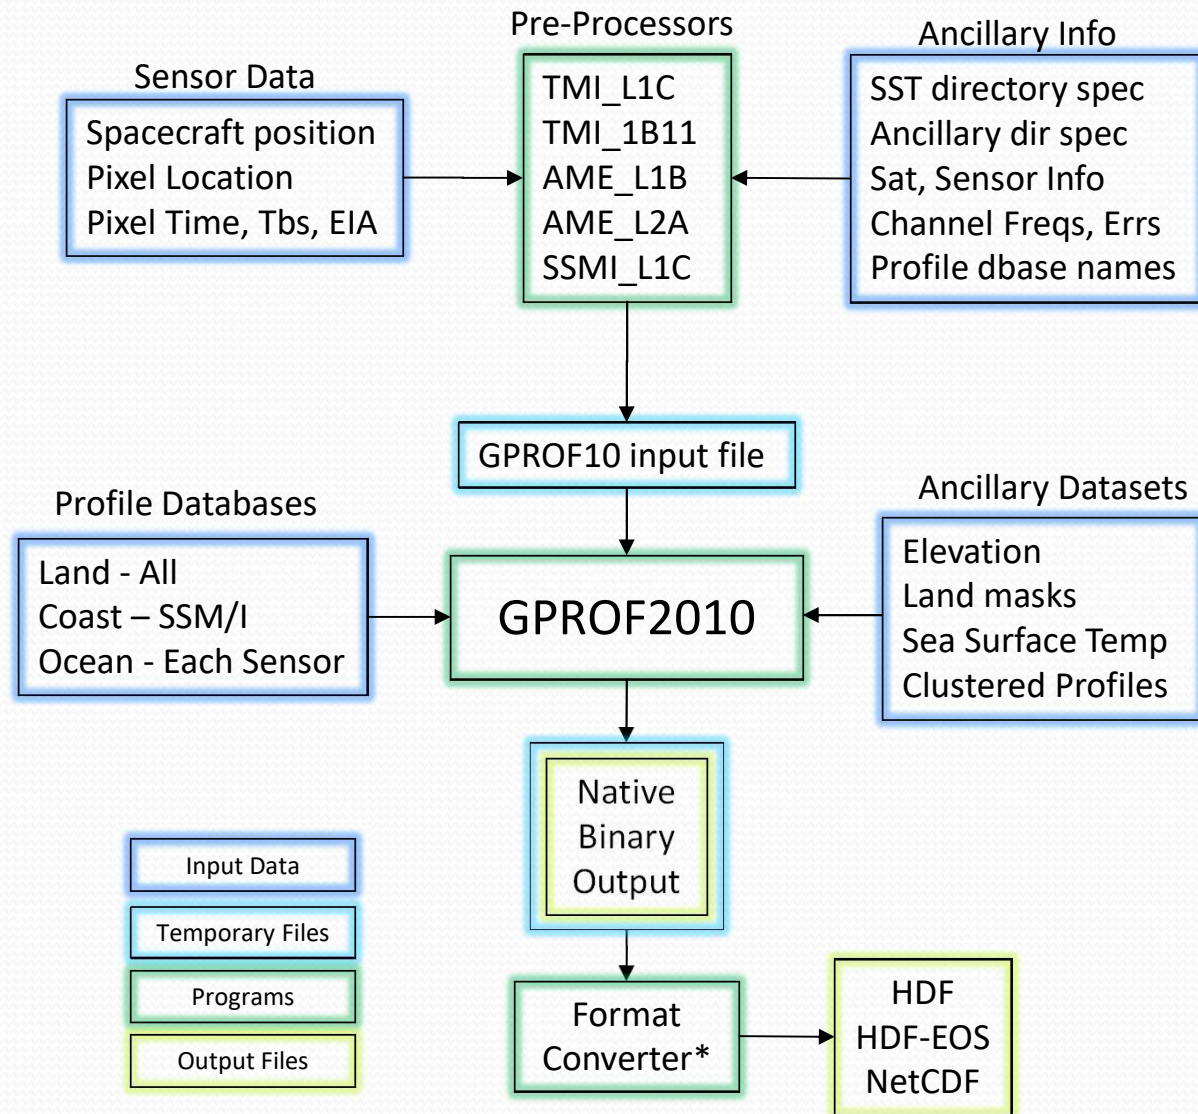 Pre-Processors
TMI_L1C
TMI_1B11
AME_L1B
AME_L2A
SSMI_L1C
Sensor Data
Spacecraft position
Pixel Location
Pixel Time, Tbs, EIA
Ancillary Info
SST directory spec
Ancillary dir spec
Sat, Sensor Info
Channel Freqs, Errs
Profile dbase names
GPROF10 input file
Profile Databases
Land - All
Coast – SSM/I
Ocean - Each Sensor
GPROF2010
Ancillary Datasets
Elevation
Land masks
Sea Surface Temp
Clustered Profiles
Native
Binary
Output
Input Data
Temporary Files
Programs
Output Files
Format
Converter*
HDF
HDF-EOS
NetCDF